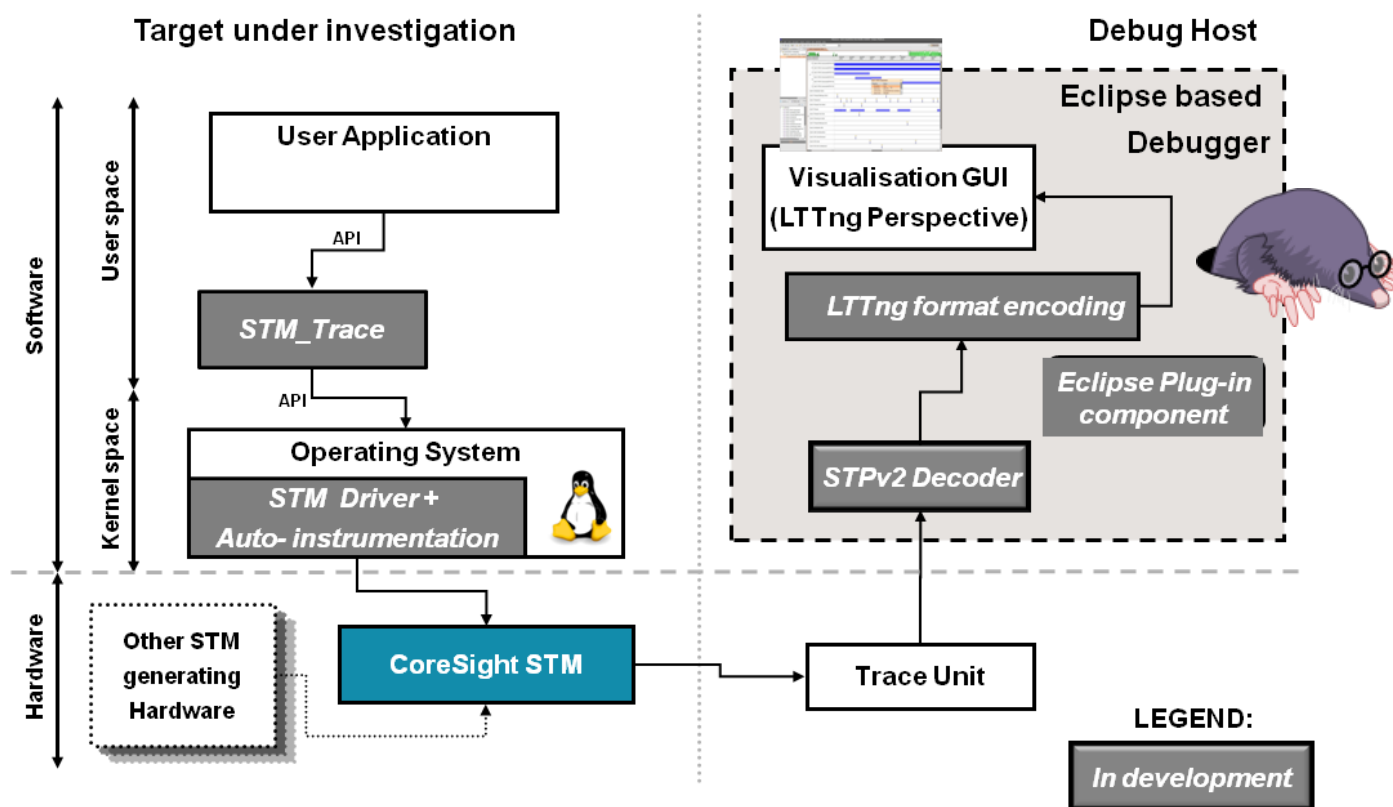 Target under investigation
Debug Host
Software
User space
Kernel space
Hardware
User Application
API
STM_Trace
API
Operating System
STM Driver +
Auto- instrumentation
Other STM
generating
Hardware
CoreSight STM
Eclipse based
Debugger
Visualisation GUI
(LTTng Perspective)
LTTng format encoding
Eclipse Plug-in
component
STPv2 Decoder
Trace Unit
LEGEND:
In development